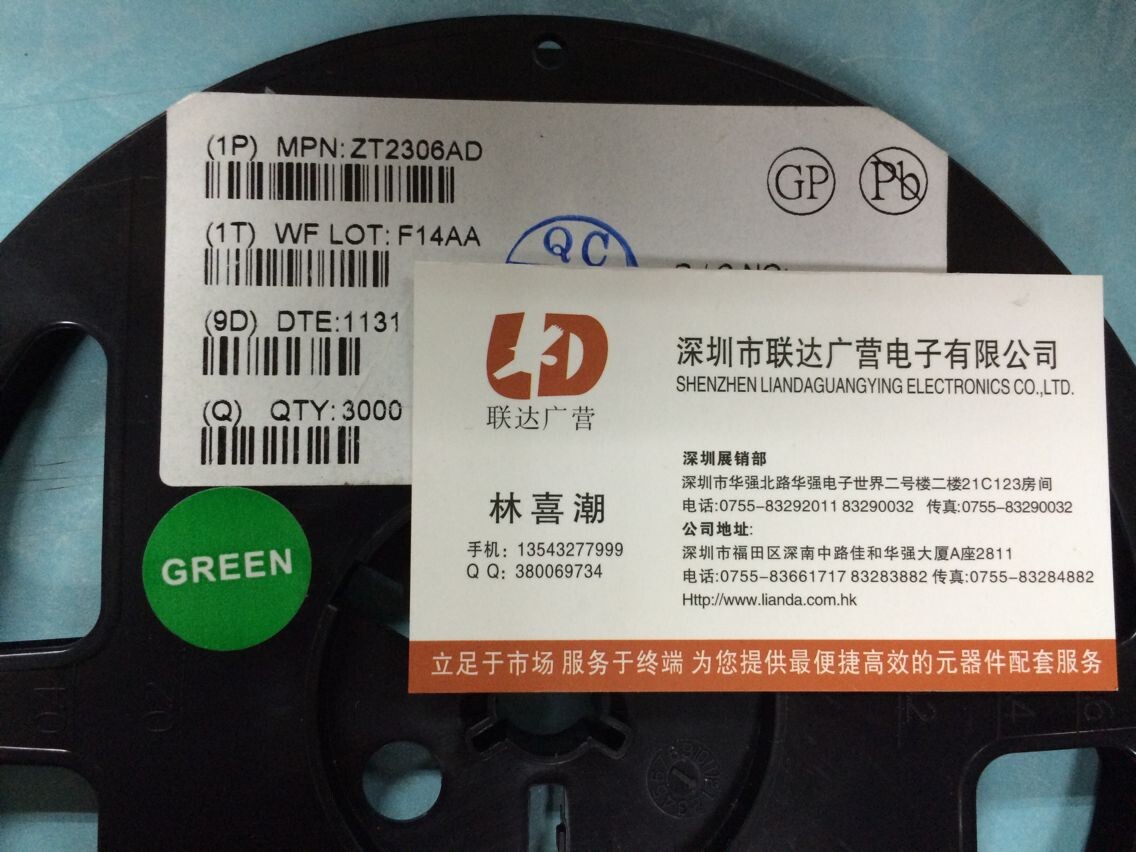 (1P) MPN: ZT2306AD
GP
Pb
(1T) WF LOT: F14AA
QC
(9D) DTE:1131
(Q) QTY: 3000
GREEN
LD
联达广营
深圳市联达广营电子有限公司
SHENZHEN LIANDAGUANGYING ELECTRONICS CO.,LTD.
林喜潮
手机：13543277999
Q Q：380069734
深圳展销部
深圳市华强北路华强电子世界二号楼二楼21C123房间
电话:0755-83292011 83290032 传真:0755-83290032
公司地址:
深圳市福田区深南中路佳和华强大厦A座2811
电话:0755-83661717 83283882 传真:0755-83284882
Http://www.lianda.com.hk
立足于市场 服务于终端 为您提供最便捷高效的元器件配套服务